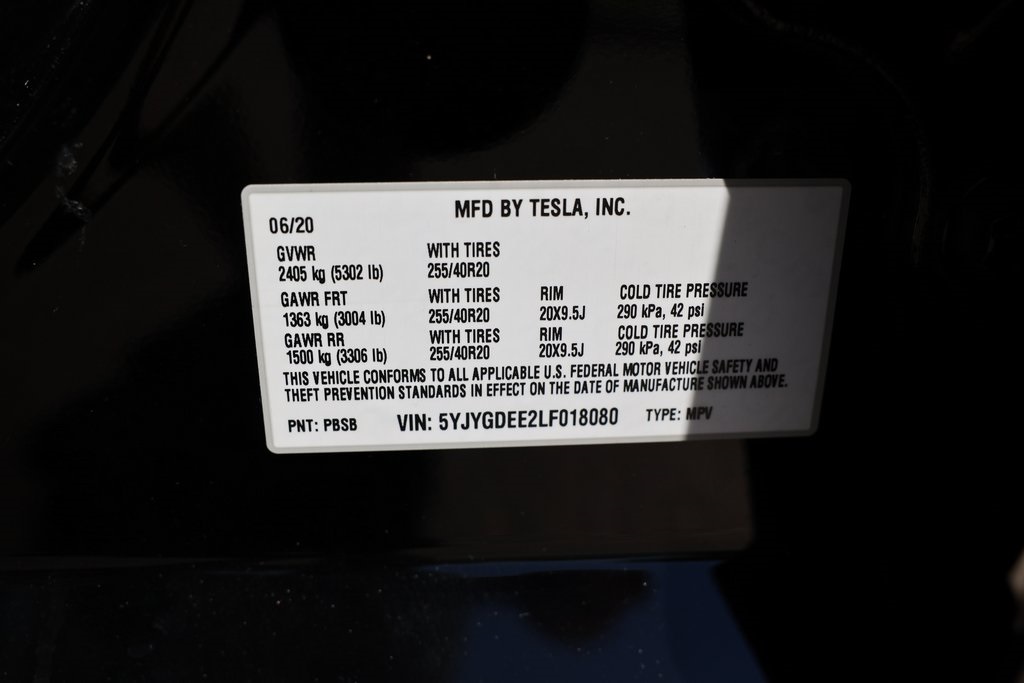 MFD BY TESLA, INC.
06/20
GVWR WITH TIRES
2405 kg (5302 lb) 255/40R20
GAWR FRT WITH TIRES RIM COLD TIRE PRESSURE
1363 kg (3004 lb) 255/40R20 20X9.5J 290 kPa, 42 psi
GAWR RR WITH TIRES RIM COLD TIRE PRESSURE
1500 kg (3306 lb) 255/40R20 20X9.5J 290 kPa, 42 psi
THIS VEHICLE CONFORMS TO ALL APPLICABLE U.S. FEDERAL MOTOR VEHICLE SAFETY AND
THEFT PREVENTION STANDARDS IN EFFECT ON THE DATE OF MANUFACTURE SHOWN ABOVE.
PNT: PBSB VIN: 5YJYGDEE2LF018080 TYPE: MPV